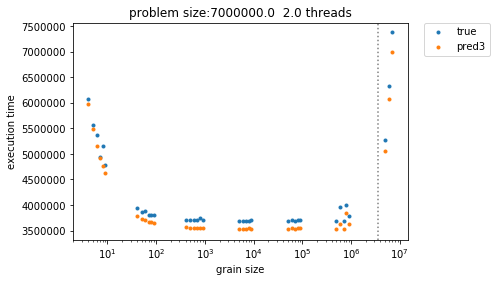 problem size:7000000.0  2.0 threads
true
pred3
7500000
7000000
6500000
6000000
5500000
5000000
4500000
4000000
3500000
execution time
10¹ 10² 10³ 10⁴ 10⁵ 10⁶ 10⁷
grain size